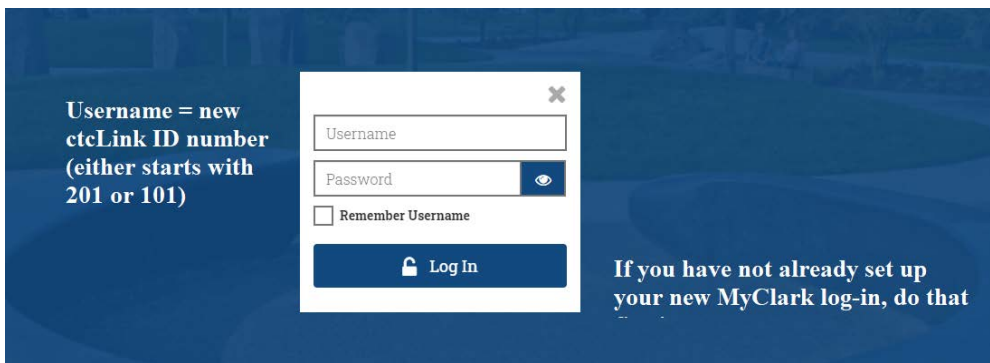 Username = new
ctcLink ID number
(either starts with
201 or 101)
Username
Password
Remember Username
Log In
If you have not already set up
your new MyClark log-in, do that